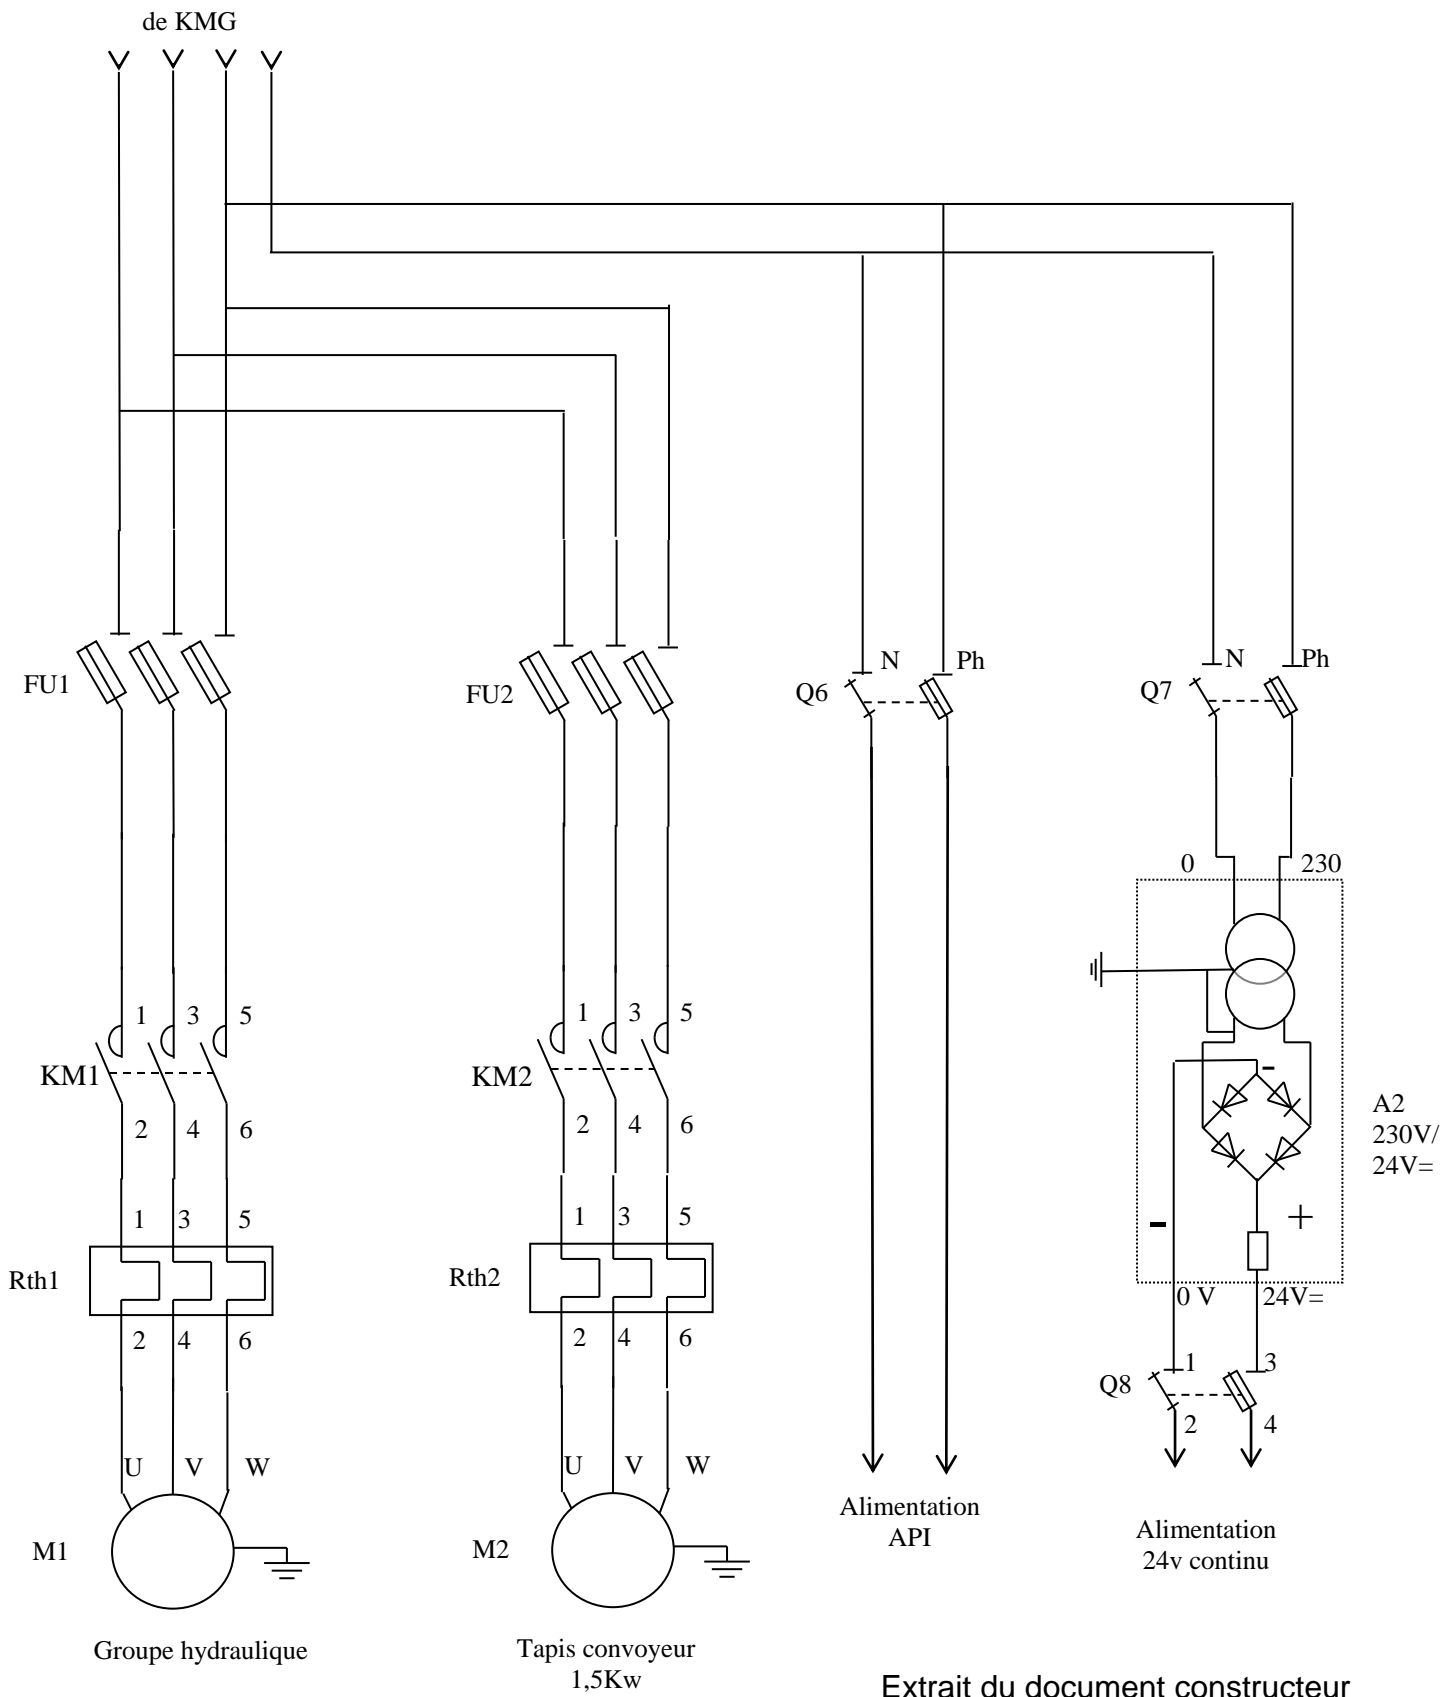 de KMG
FU1
FU2
Q6
N
Ph
Q7
N
Ph
0
230
1
3
5
KM1
2
4
6
1
3
5
KM2
2
4
6
-
A2
230V/
24V=
1
3
5
Rth1
2
4
6
1
3
5
Rth2
2
4
6
-
+
0 V
24V=
1
3
Q8
2
4
U
V
W
M1
U
V
W
M2
Alimentation
API
Alimentation
24v continu
Groupe hydraulique
Tapis convoyeur
1,5Kw
Extrait du document constructeur